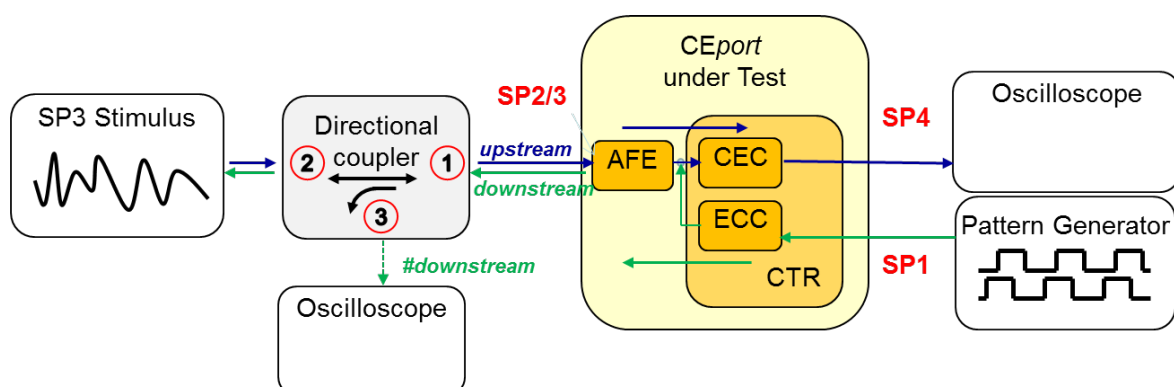 CEport
under Test
SP3 Stimulus
Directional
coupler
2
1
3
upstream
downstream
#downstream
Oscilloscope
SP2/3
AFE
CEC
ECC
CTR
SP4
SP1
Oscilloscope
Pattern Generator